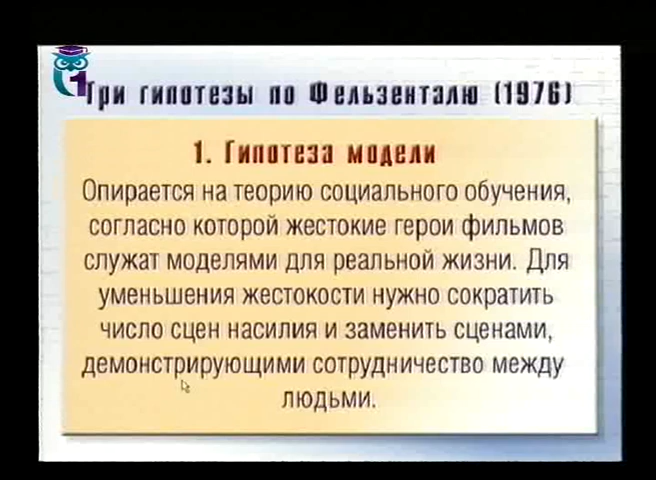 1
Три гипотезы по Фельзенталю (1976)
1. Гипотеза модели
Опирается на теорию социального обучения,
согласно которой жестокие герои фильмов
служат моделями для реальной жизни. Для
уменьшения жестокости нужно сократить
число сцен насилия и заменить сценами,
демонстрирующими сотрудничество между
людьми.